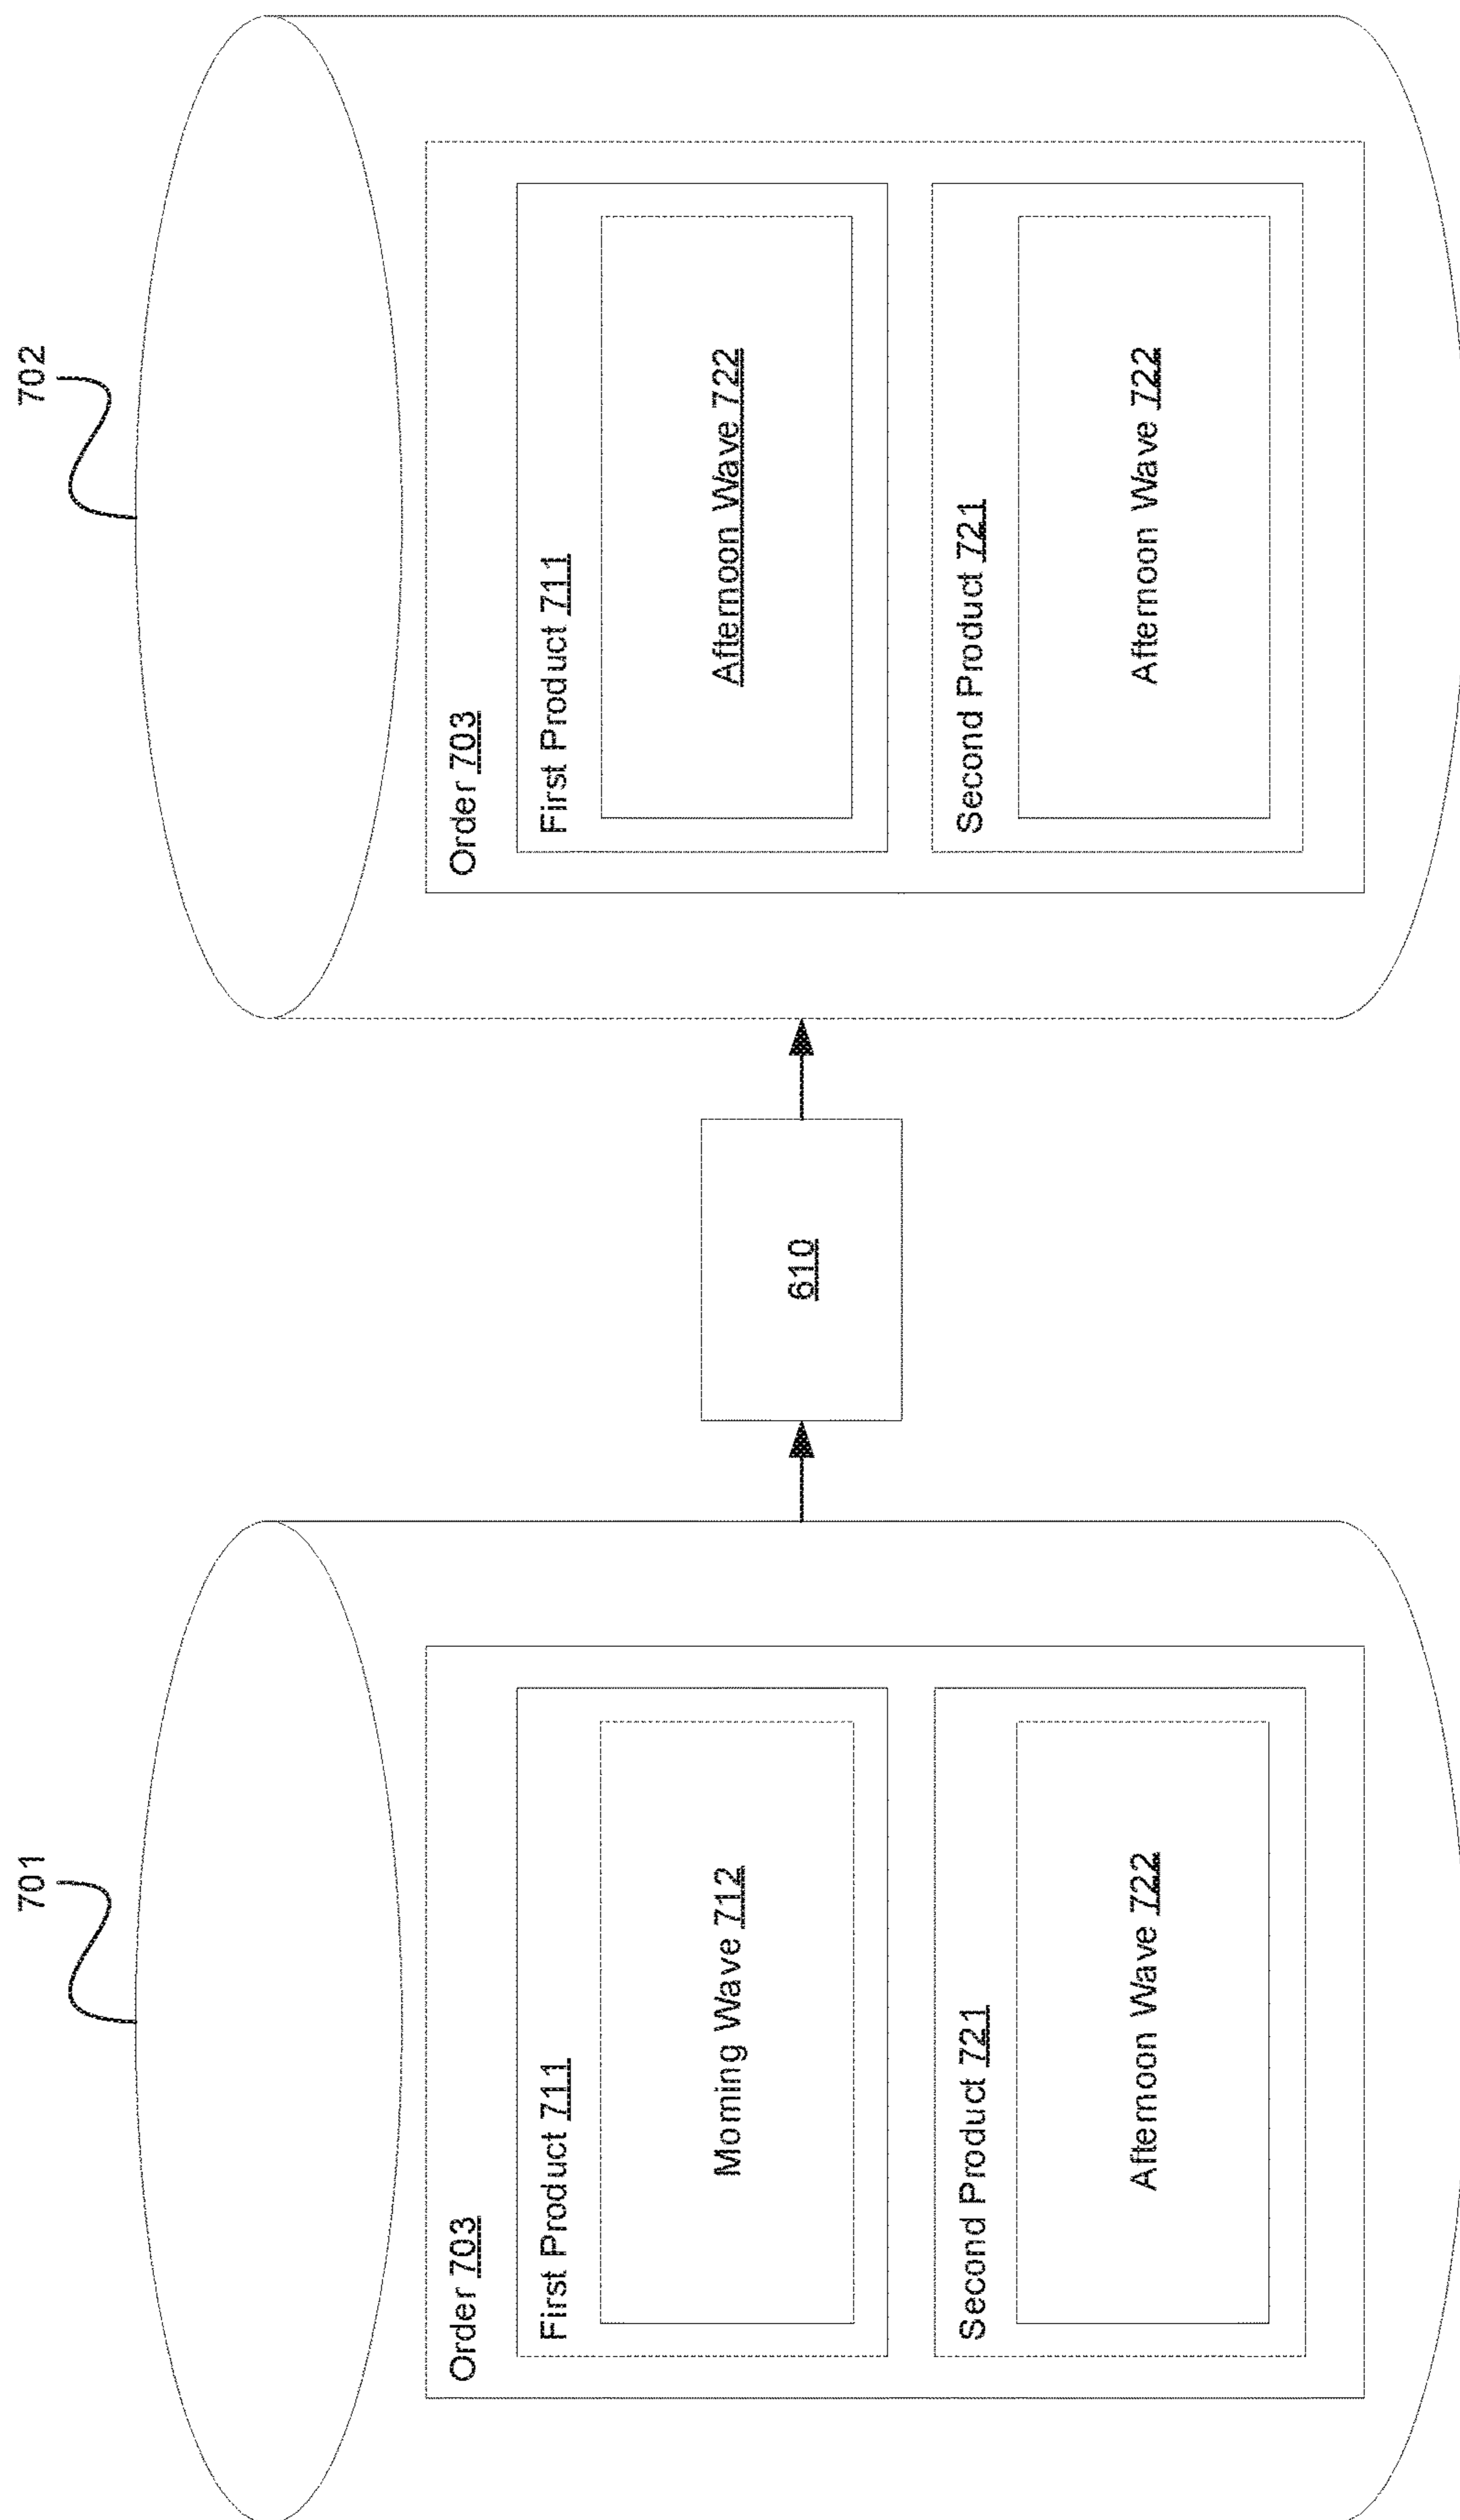 701
Order 703
First Product 711
Morning Wave 712
Second Product 721
Afternoon Wave 722
610
702
Order 703
First Product 711
Afternoon Wave 722
Second Product 721
Afternoon Wave 722